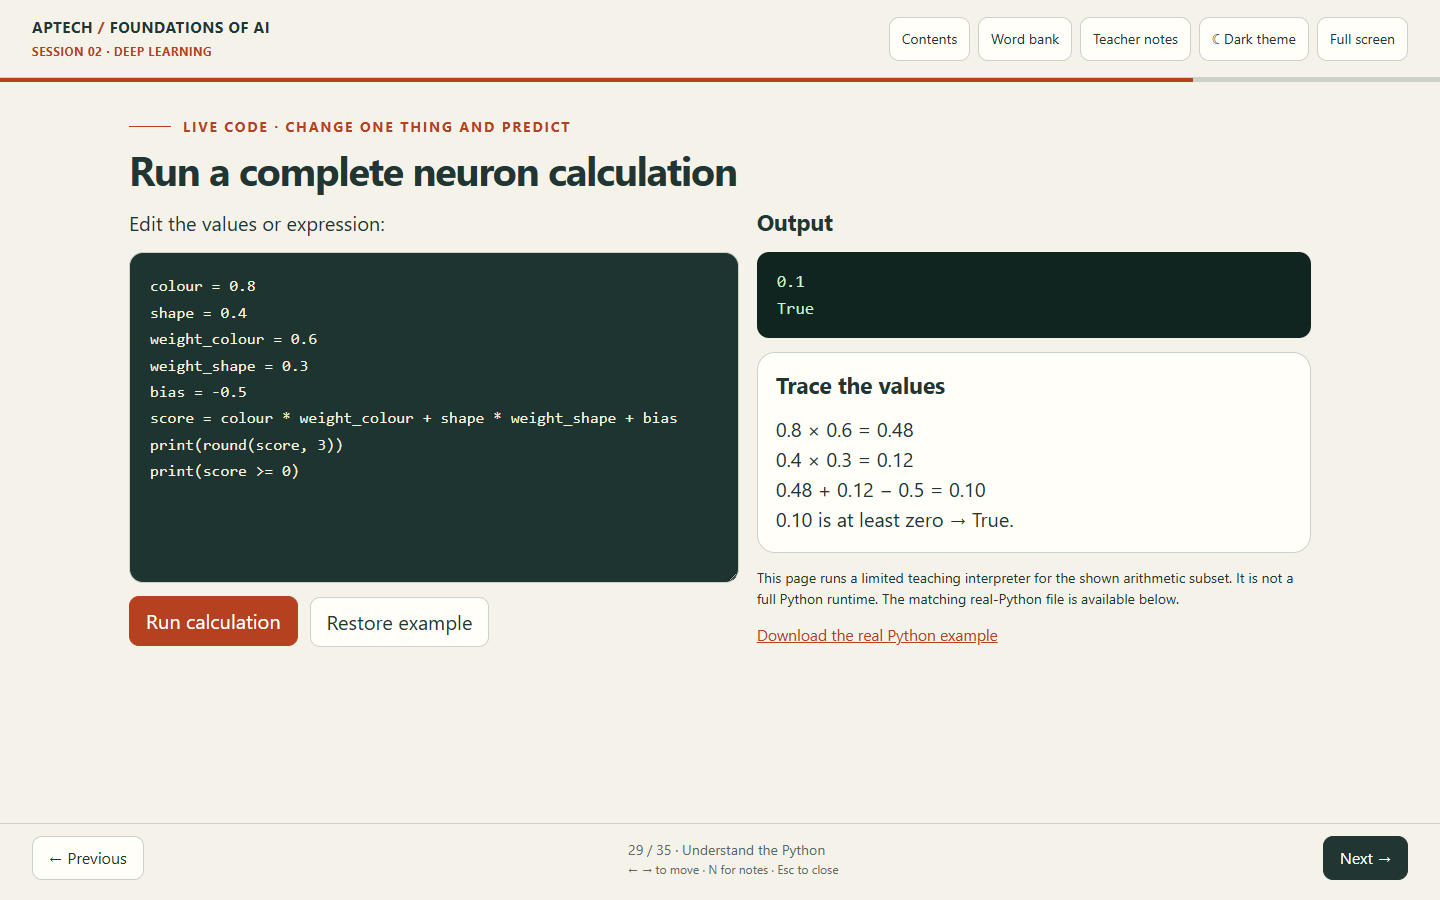 APTECH / FOUNDATIONS OF AI
SESSION 02 · DEEP LEARNING
Contents
Word bank
Teacher notes
☾ Dark theme
Full screen
LIVE CODE · CHANGE ONE THING AND PREDICT
Run a complete neuron calculation
Edit the values or expression:
colour = 0.8
shape = 0.4
weight_colour = 0.6
weight_shape = 0.3
bias = -0.5
score = colour * weight_colour + shape * weight_shape + bias
print(round(score, 3))
print(score >= 0)
Run calculation
Restore example
Output
0.1
True
Trace the values
0.8 × 0.6 = 0.48
0.4 × 0.3 = 0.12
0.48 + 0.12 − 0.5 = 0.10
0.10 is at least zero → True.
This page runs a limited teaching interpreter for the shown arithmetic subset. It is not a
full Python runtime. The matching real-Python file is available below.
Download the real Python example
← Previous
29 / 35 · Understand the Python
← → to move · N for notes · Esc to close
Next →